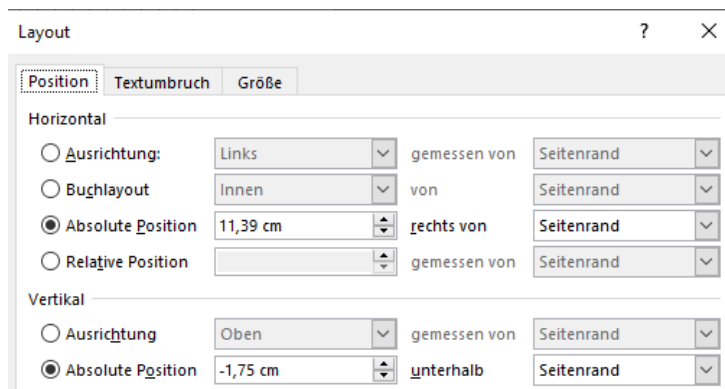 Layout ?
Position Textumbruch Größe
Horizontal
Ausrichtung: Links gemessen von Seitenrand
Buchlayout Innen von Seitenrand
Absolute Position 11,39 cm rechts von Seitenrand
Relative Position gemessen von Seitenrand
Vertikal
Ausrichtung Oben gemessen von Seitenrand
Absolute Position -1,75 cm unterhalb Seitenrand